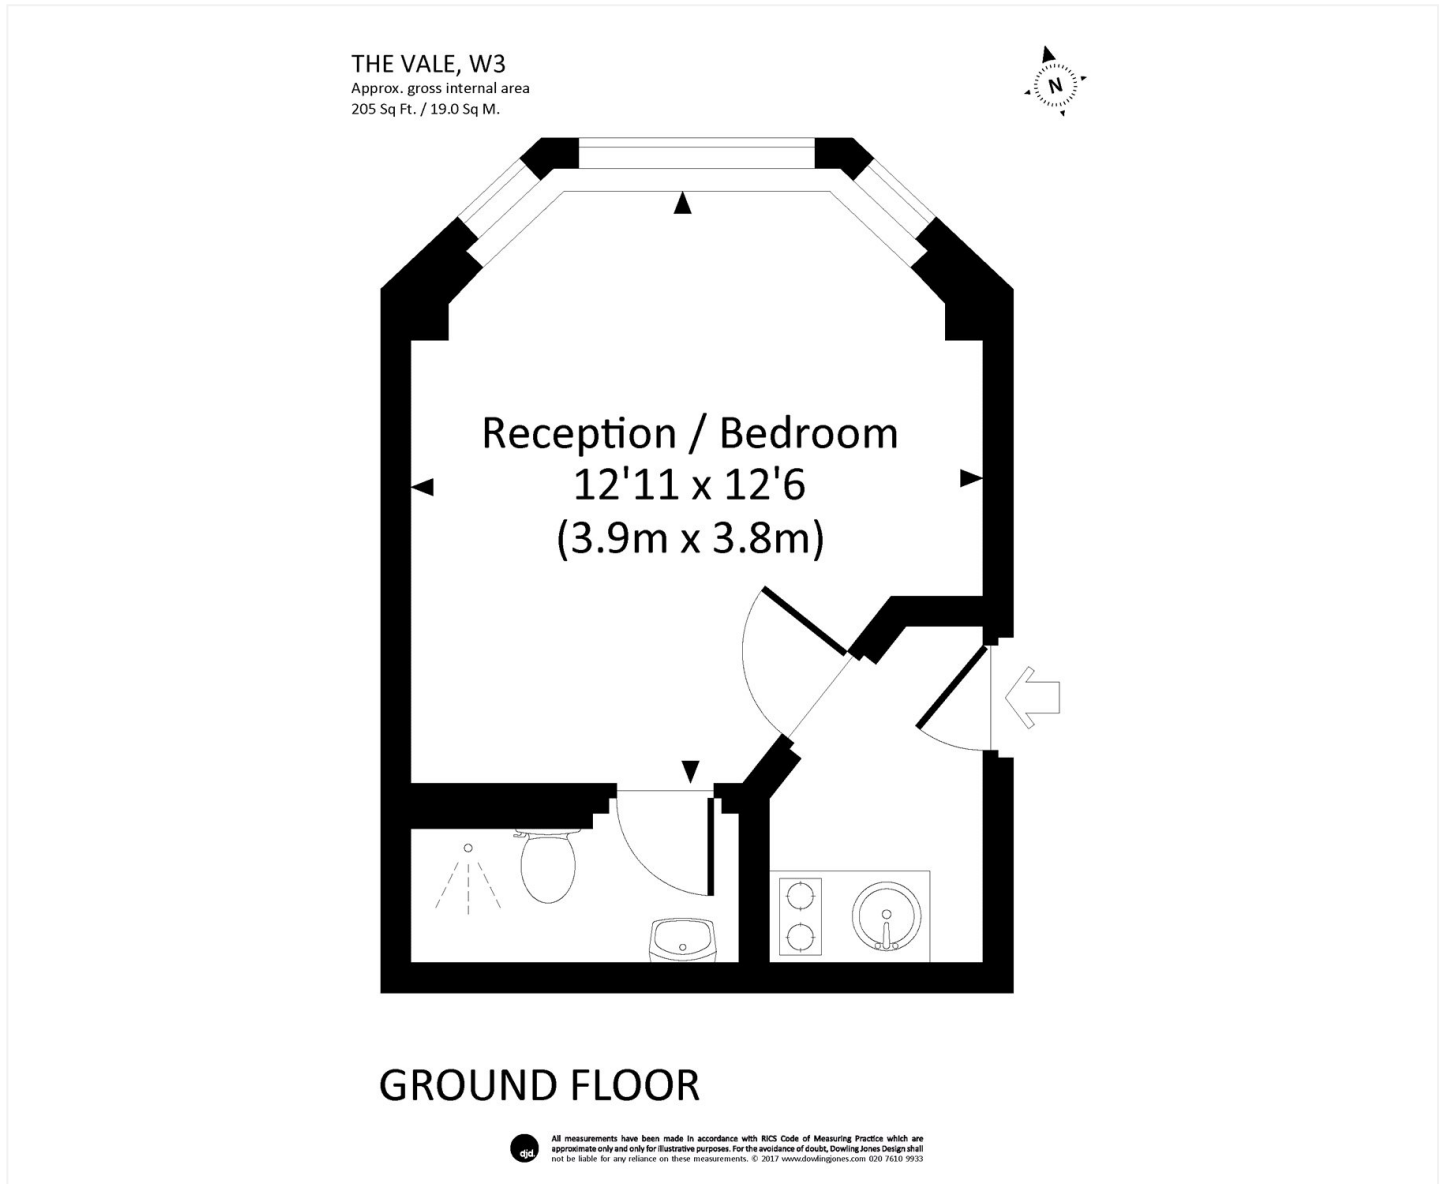 THE VALE, W3
Approx. gross internal area
205 Sq Ft. / 19.0 Sq M.
N
Reception / Bedroom
12'11 x 12'6
(3.9m x 3.8m)
GROUND FLOOR
djd.
All measurements have been made in accordance with RICS Code of Measuring Practice which are
approximate only and only for illustrative purposes. For the avoidance of doubt, Dowling Jones Design shall
not be liable for any reliance on these measurements. © 2017 www.dowlingjones.com 020 7610 9933